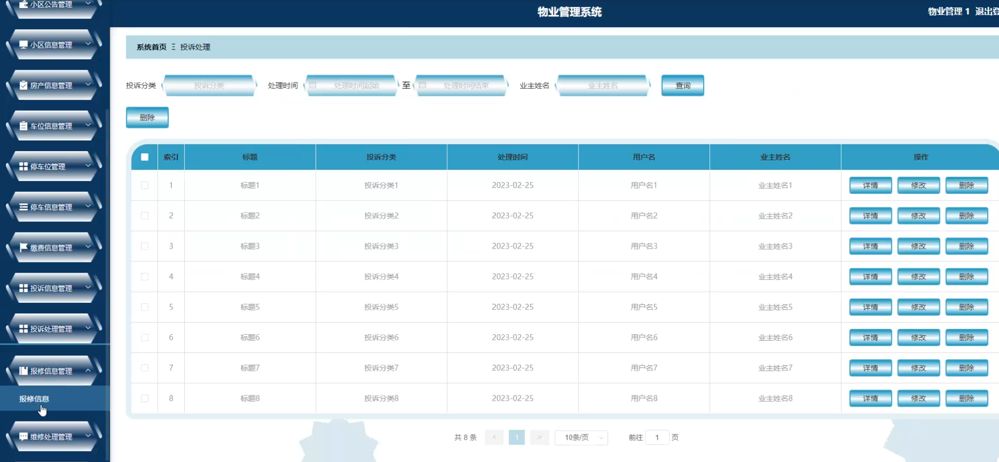 小区公告管理
物业管理系统
物业管理 1 退出登
小区信息管理
房产信息管理
车位信息管理
停车位管理
停车信息管理
缴费信息管理
投诉信息管理
投诉处理管理
报修信息管理
报修信息
维修处理管理
系统首页 Ξ 投诉处理
投诉分类 投诉分类 处理时间 处理时间起始 至 处理时间结束 业主姓名 业主姓名 查询
删除
索引 标题 投诉分类 处理时间 用户名 业主姓名 操作
1 标题1 投诉分类1 2023-02-25 用户名1 业主姓名1 详情 修改 删除
2 标题2 投诉分类2 2023-02-25 用户名2 业主姓名2 详情 修改 删除
3 标题3 投诉分类3 2023-02-25 用户名3 业主姓名3 详情 修改 删除
4 标题4 投诉分类4 2023-02-25 用户名4 业主姓名4 详情 修改 删除
5 标题5 投诉分类5 2023-02-25 用户名5 业主姓名5 详情 修改 删除
6 标题6 投诉分类6 2023-02-25 用户名6 业主姓名6 详情 修改 删除
7 标题7 投诉分类7 2023-02-25 用户名7 业主姓名7 详情 修改 删除
8 标题8 投诉分类8 2023-02-25 用户名8 业主姓名8 详情 修改 删除
共 8 条 < 1 > 10条/页 前往 1 页